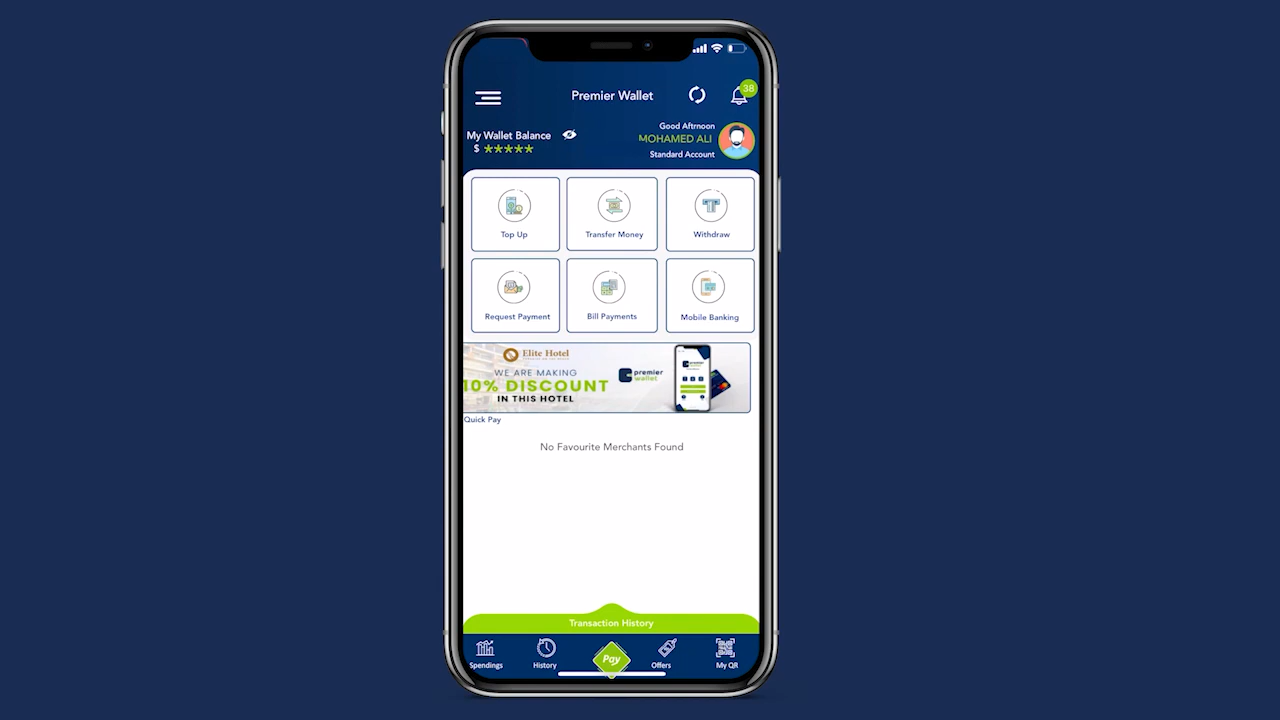 Premier Wallet
38
My Wallet Balance
$ *****
Good Aftrnoon
MOHAMED ALI
Standard Account
Top Up
Transfer Money
Withdraw
Request Payment
Bill Payments
Mobile Banking
Elite Hotel
WE ARE MAKING
10% DISCOUNT
IN THIS HOTEL
premier
wallet
Quick Pay
No Favourite Merchants Found
Transaction History
Spendings
History
Pay
Offers
My QR